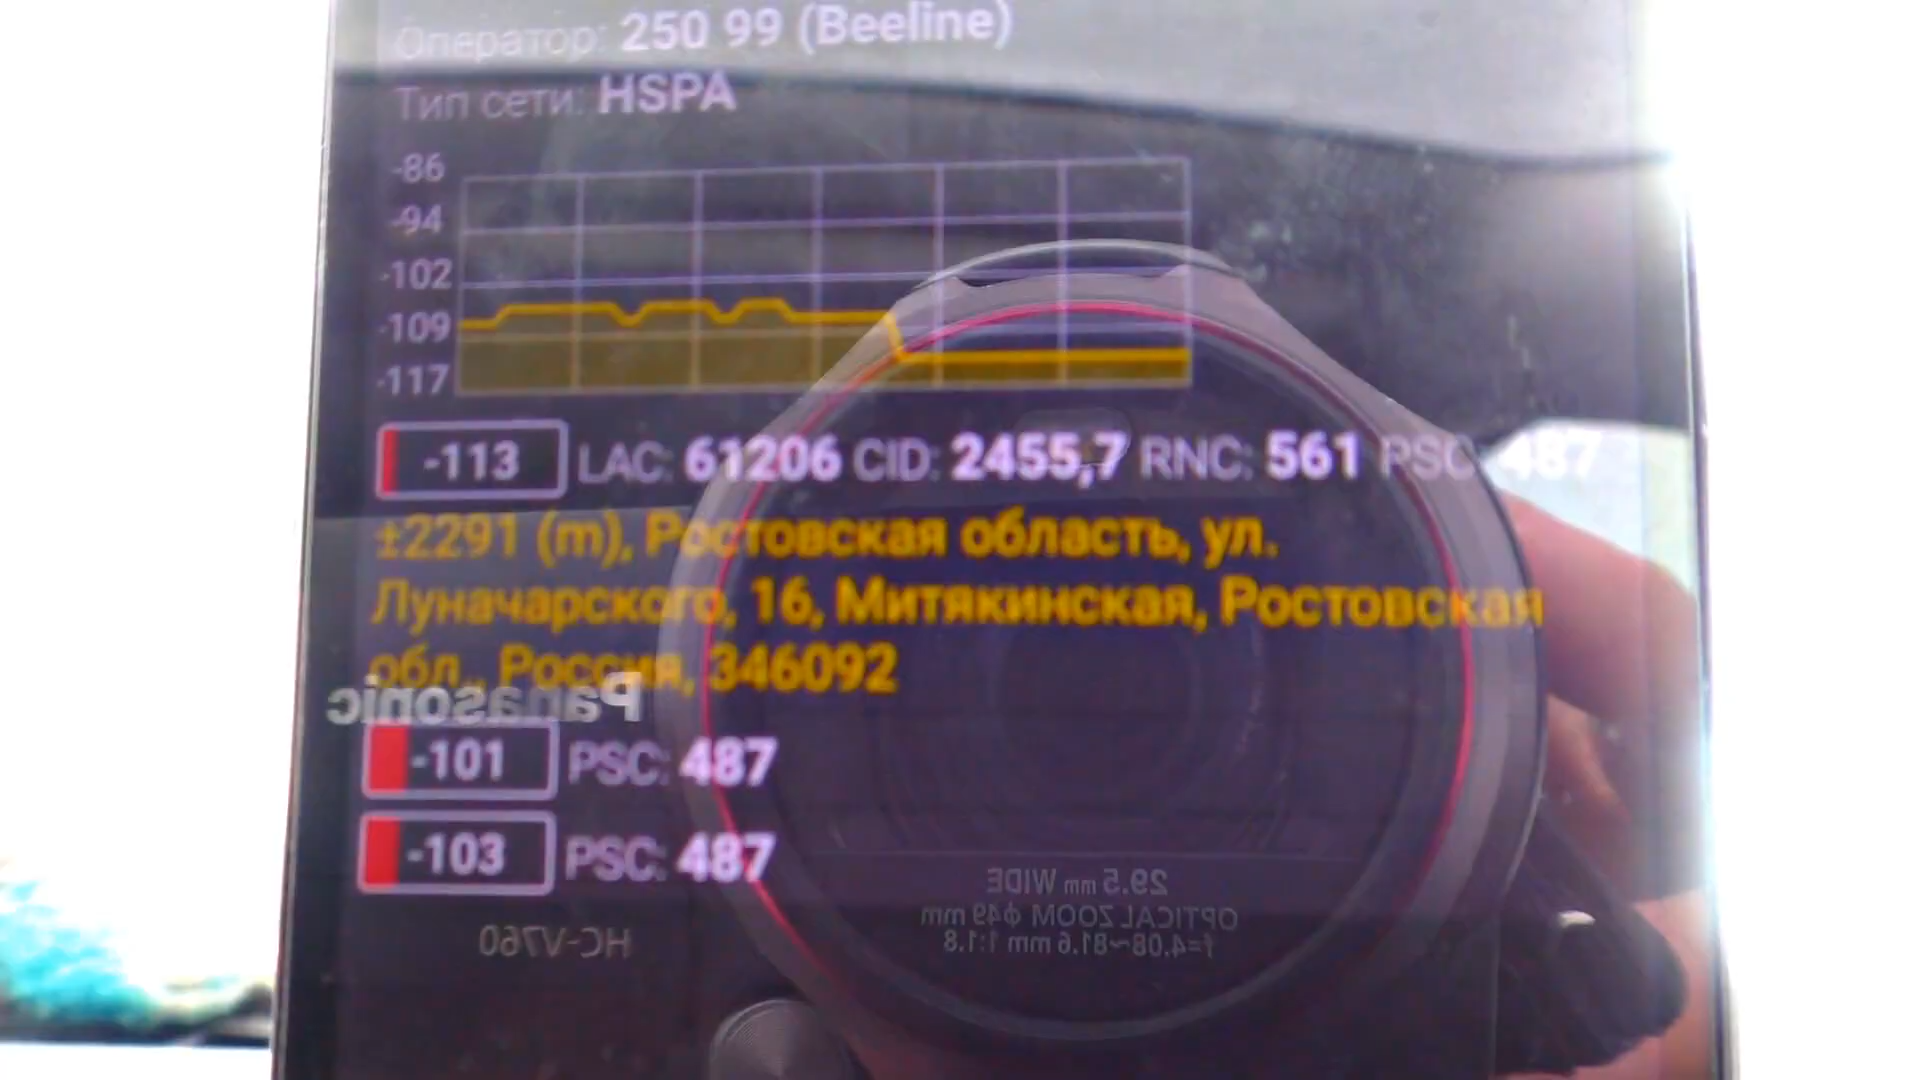 Оператор: 250 99 (Beeline)
Тип сети: HSPA
-86
-94
-102
-109
-117
-113 LAC: 61206 CID: 2455,7 RNC: 561 PSC: 487
±2291 (m), Ростовская область, ул.
Луначарского, 16, Митякинская, Ростовская
обл., Россия, 346092
Panasonic
-101 PSC: 487
-103 PSC: 487
29.5 mm WIDE
OPTICAL ZOOM ф49 mm
f=4.08~81.6 mm 1:1.8
HC-V760